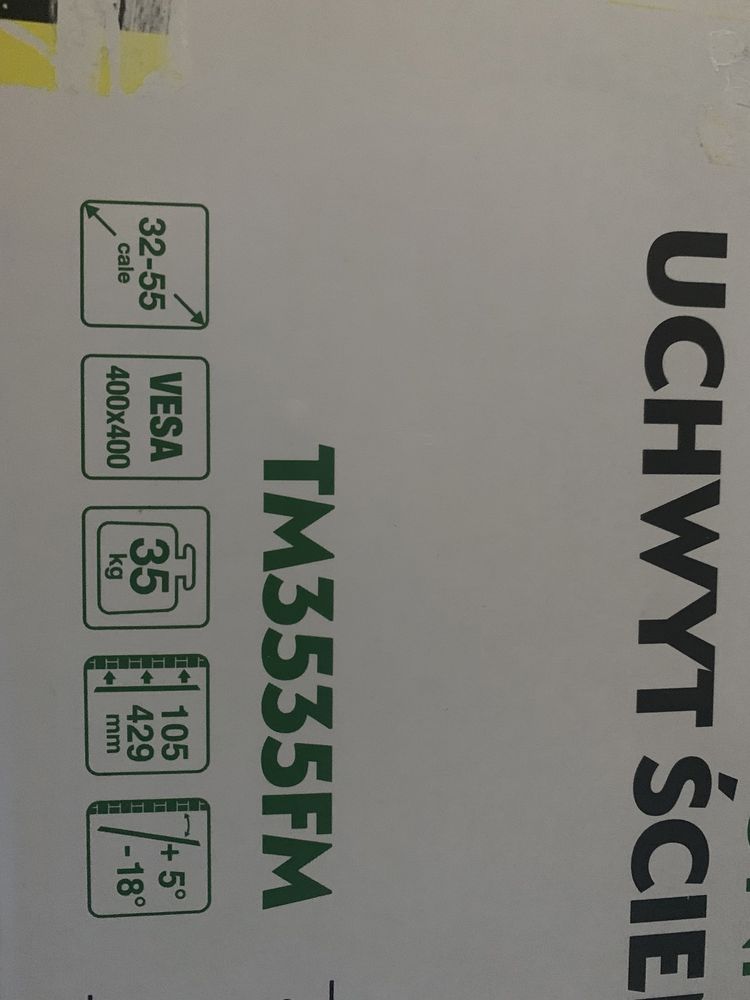 UCHWYT ŚCIE
TM3535FM
32-55
cale
VESA
400x400
35
kg
105
429
mm
+ 5°
- 18°